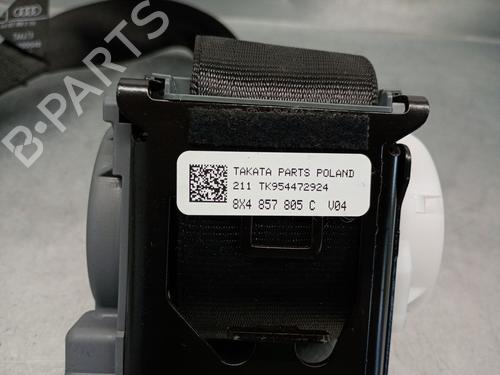 TAKATA PARTS POLAND
211 TK954472924
8X4 857 805 C V04
B-PARTS